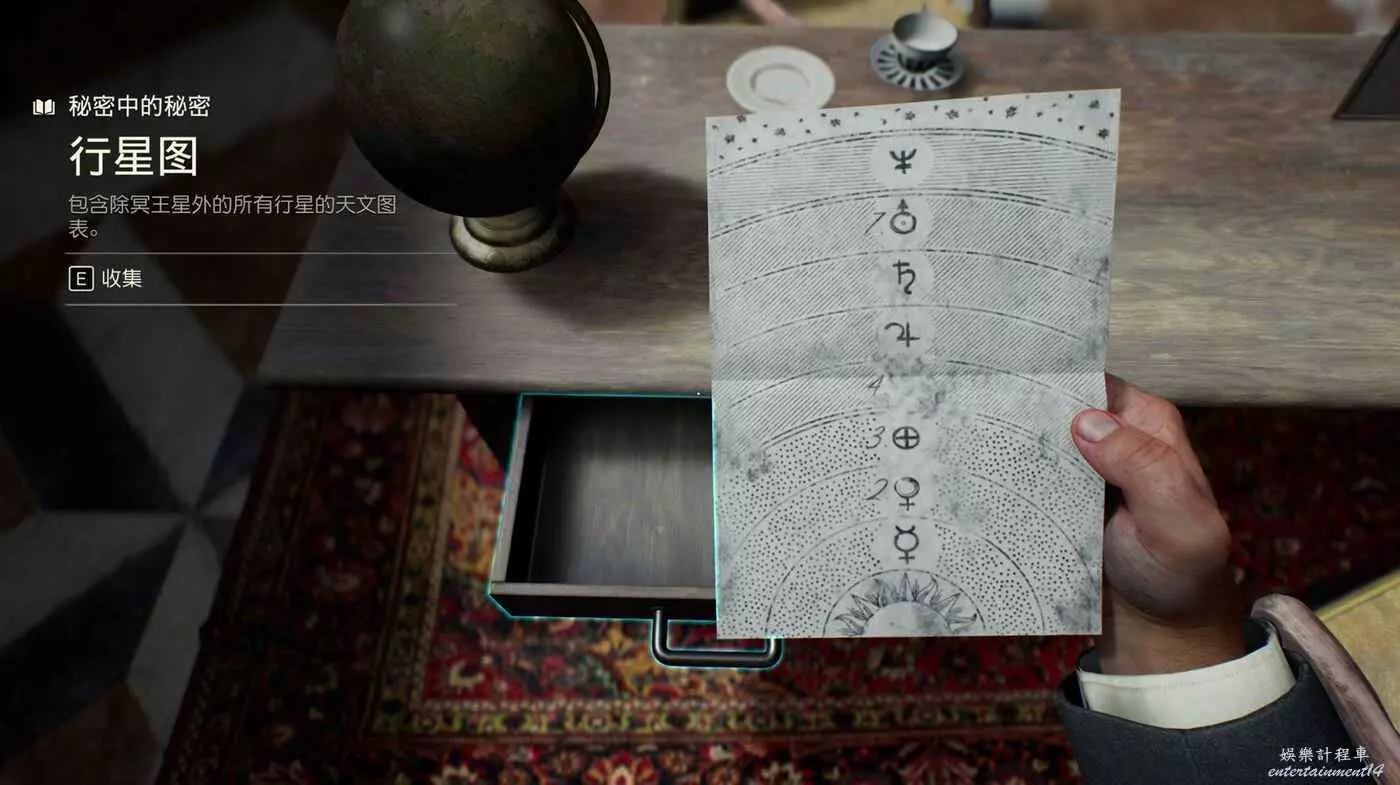 秘密中的秘密
行星图
包含除冥王星外的所有行星的天文图
表。
E 收集
♆
7 ⛢
♄
♃
4
3 🜨
2 ♀
☿
娛樂計程車
entertainment14